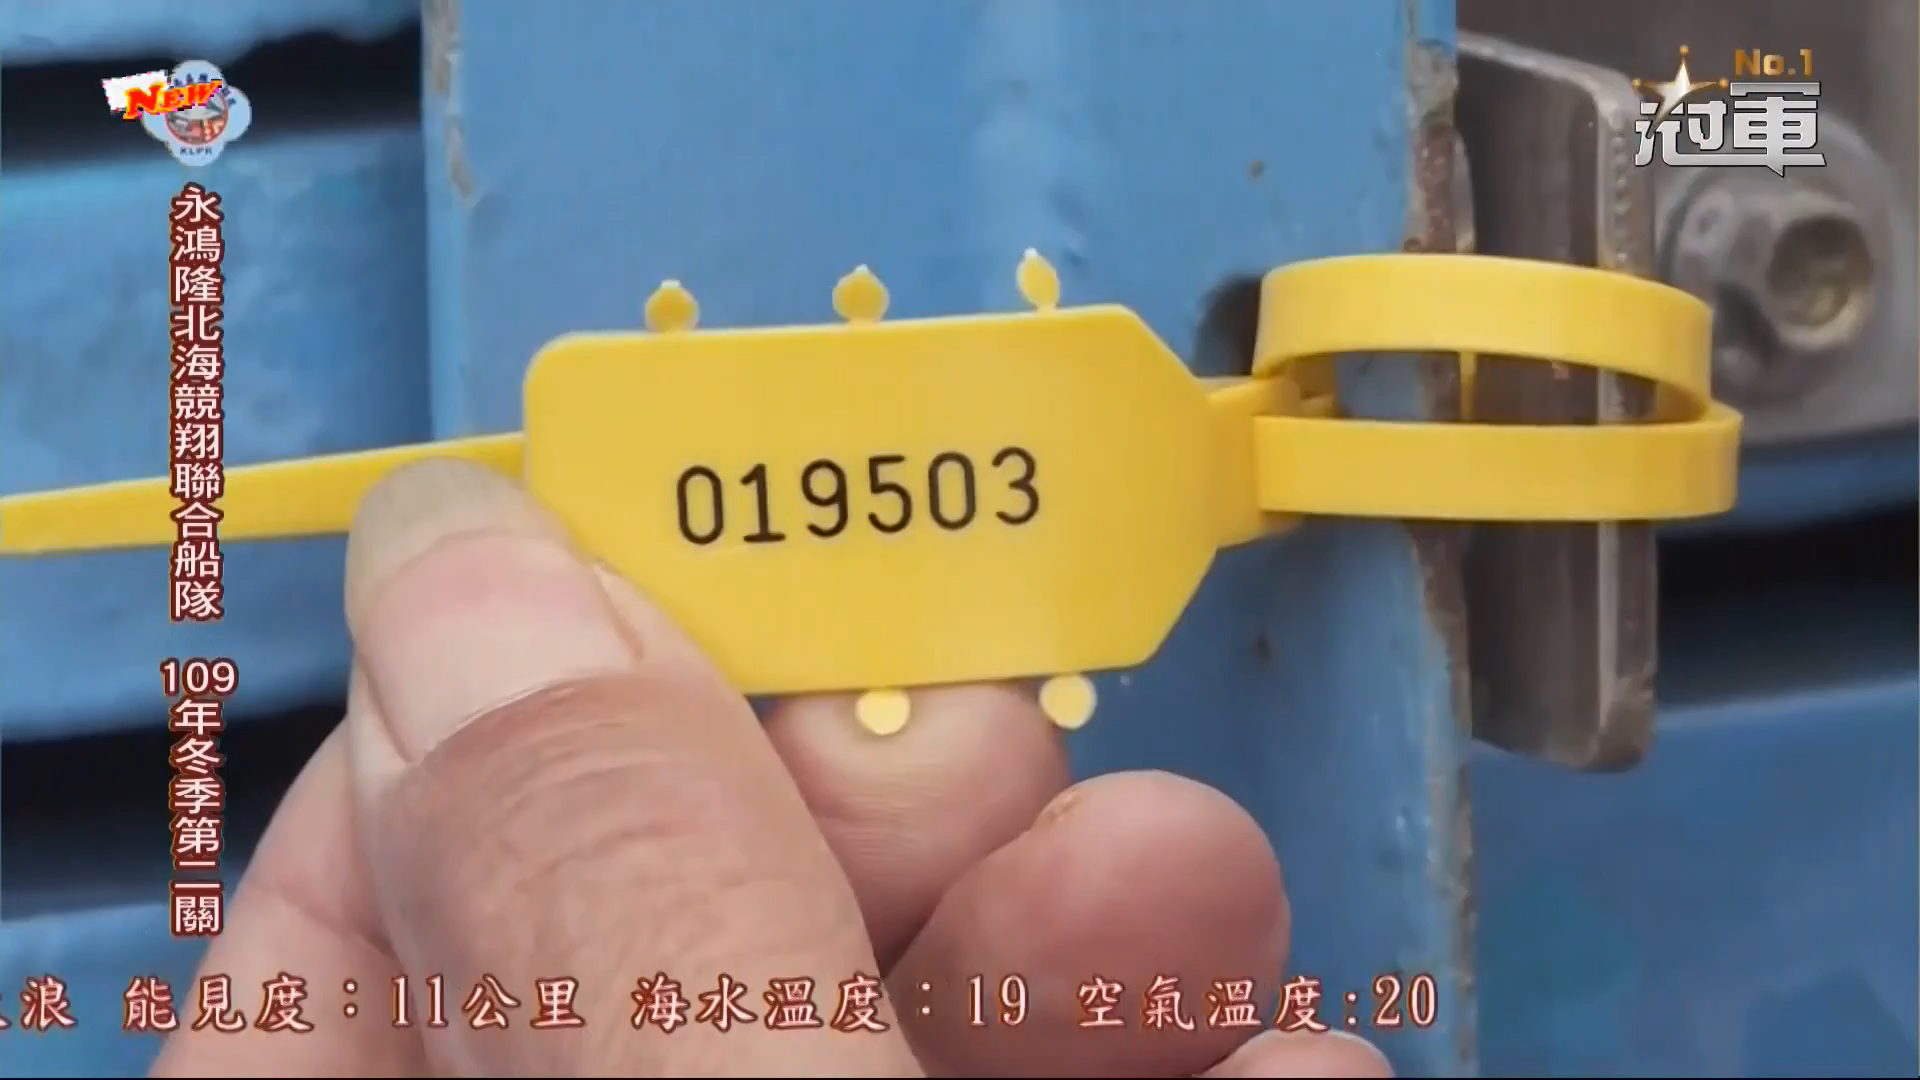 NEW
KLPH
No.1
冠軍
永鴻隆北海競翔聯合船隊 109年冬季第二關
019503
浪 能見度：11公里 海水溫度：19 空氣溫度:20